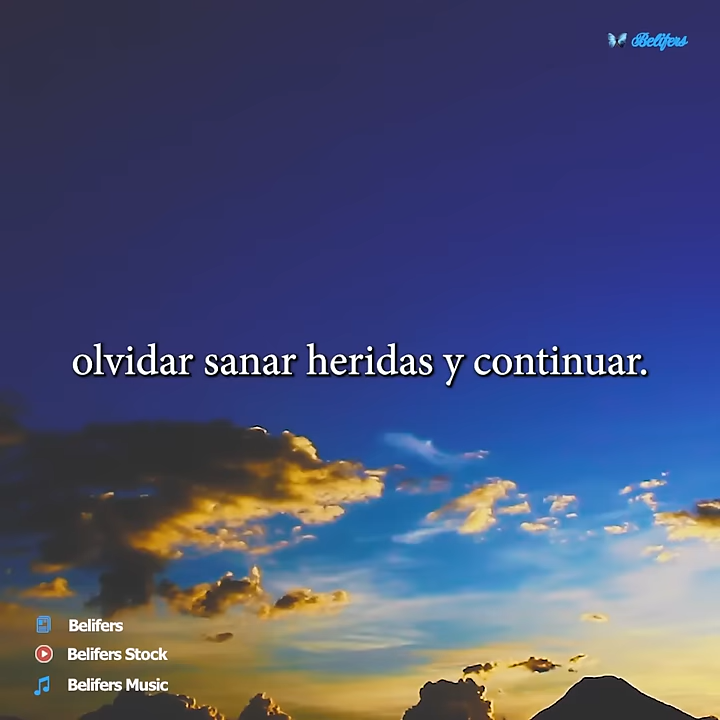 Belifers
olvidar sanar heridas y continuar.
Belifers
Belifers Stock
Belifers Music